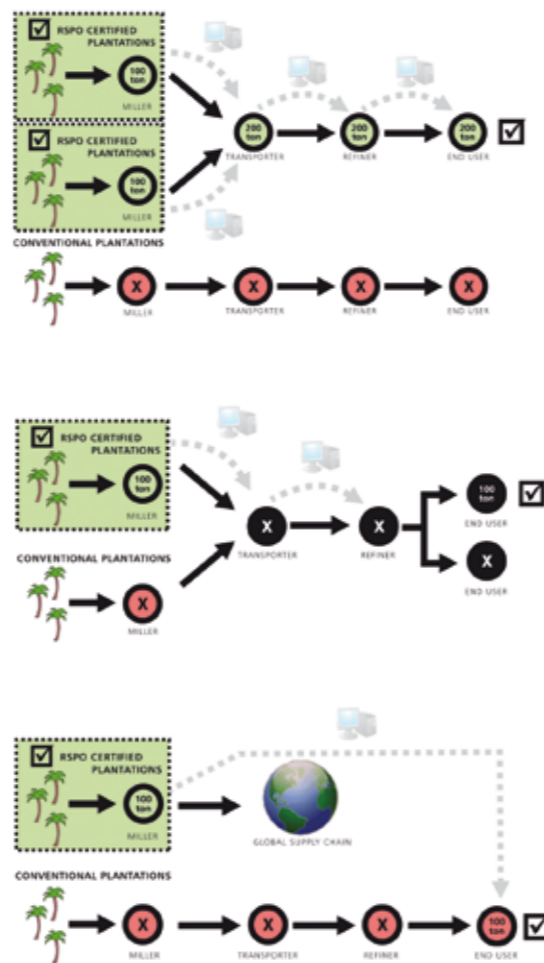 RSPO CERTIFIED
PLANTATIONS
100
ton
MILLER
RSPO CERTIFIED
PLANTATIONS
100
ton
MILLER
200
ton
TRANSPORTER
200
ton
REFINER
200
ton
END USER
CONVENTIONAL PLANTATIONS
X
MILLER
X
TRANSPORTER
X
REFINER
X
END USER
RSPO CERTIFIED
PLANTATIONS
100
ton
MILLER
CONVENTIONAL PLANTATIONS
X
MILLER
X
TRANSPORTER
X
REFINER
100
ton
END USER
X
END USER
RSPO CERTIFIED
PLANTATIONS
100
ton
MILLER
GLOBAL SUPPLY CHAIN
CONVENTIONAL PLANTATIONS
X
MILLER
X
TRANSPORTER
X
REFINER
100
ton
END USER